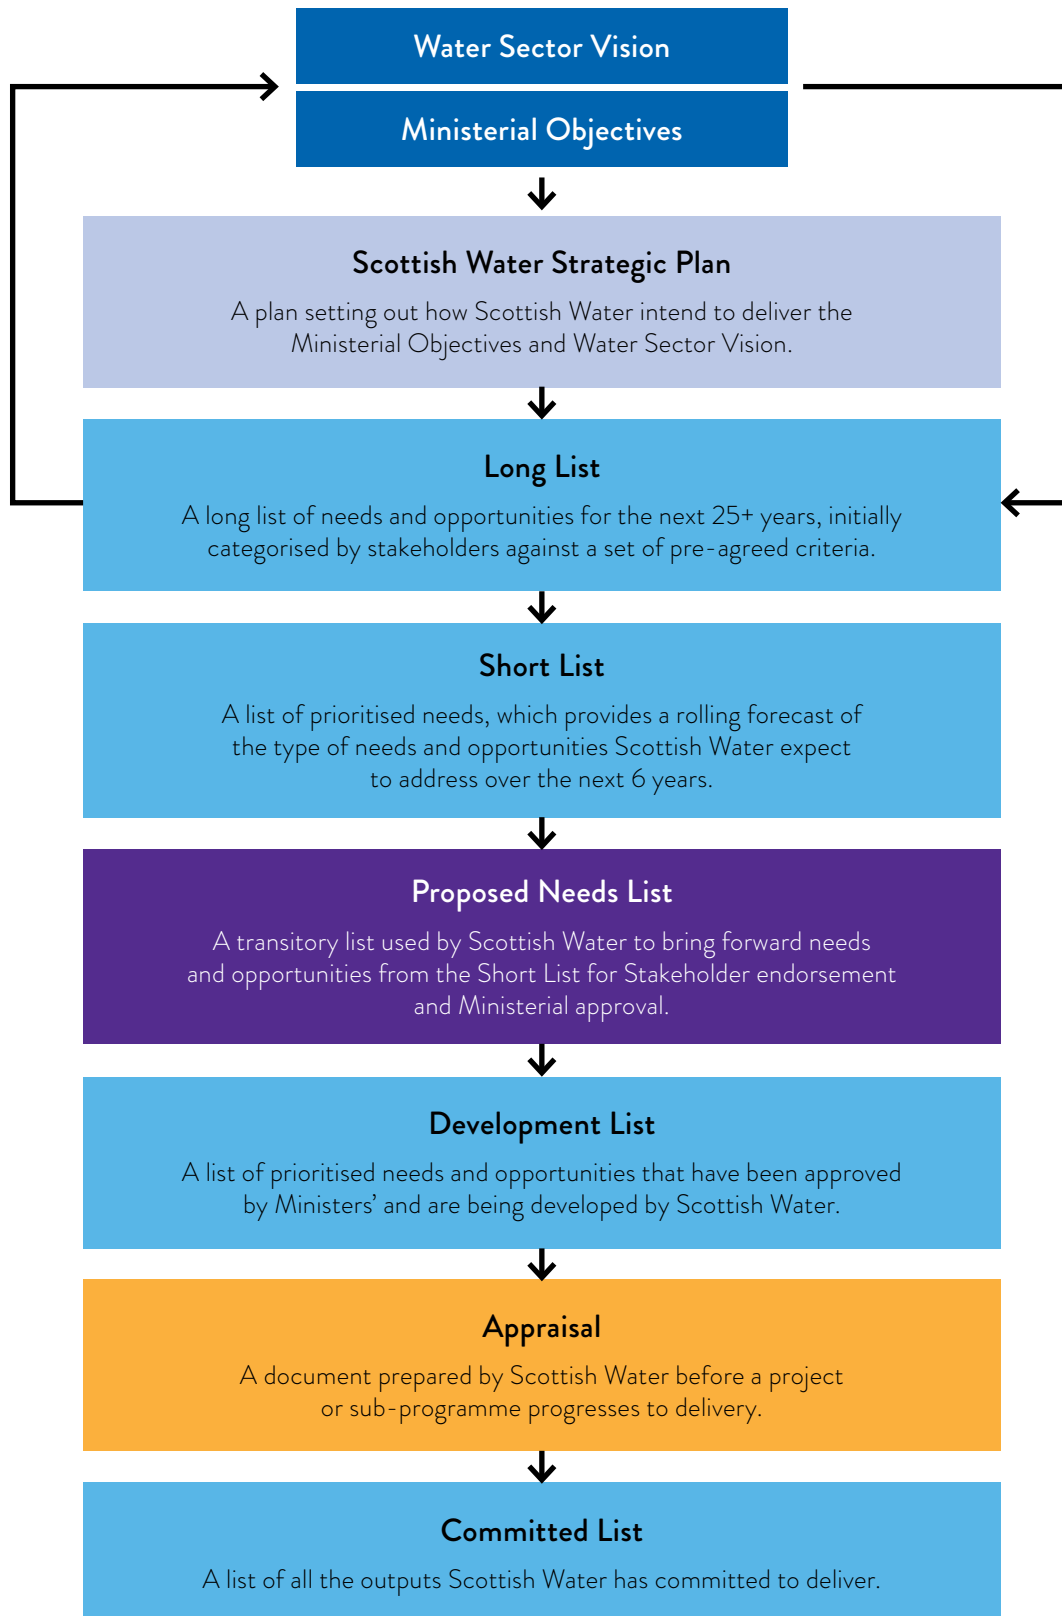 Water Sector Vision
Ministerial Objectives
Scottish Water Strategic Plan
A plan setting out how Scottish Water intend to deliver the
Ministerial Objectives and Water Sector Vision.
Long List
A long list of needs and opportunities for the next 25+ years, initially
categorised by stakeholders against a set of pre-agreed criteria.
Short List
A list of prioritised needs, which provides a rolling forecast of
the type of needs and opportunities Scottish Water expect
to address over the next 6 years.
Proposed Needs List
A transitory list used by Scottish Water to bring forward needs
and opportunities from the Short List for Stakeholder endorsement
and Ministerial approval.
Development List
A list of prioritised needs and opportunities that have been approved
by Ministers’ and are being developed by Scottish Water.
Appraisal
A document prepared by Scottish Water before a project
or sub-programme progresses to delivery.
Committed List
A list of all the outputs Scottish Water has committed to deliver.